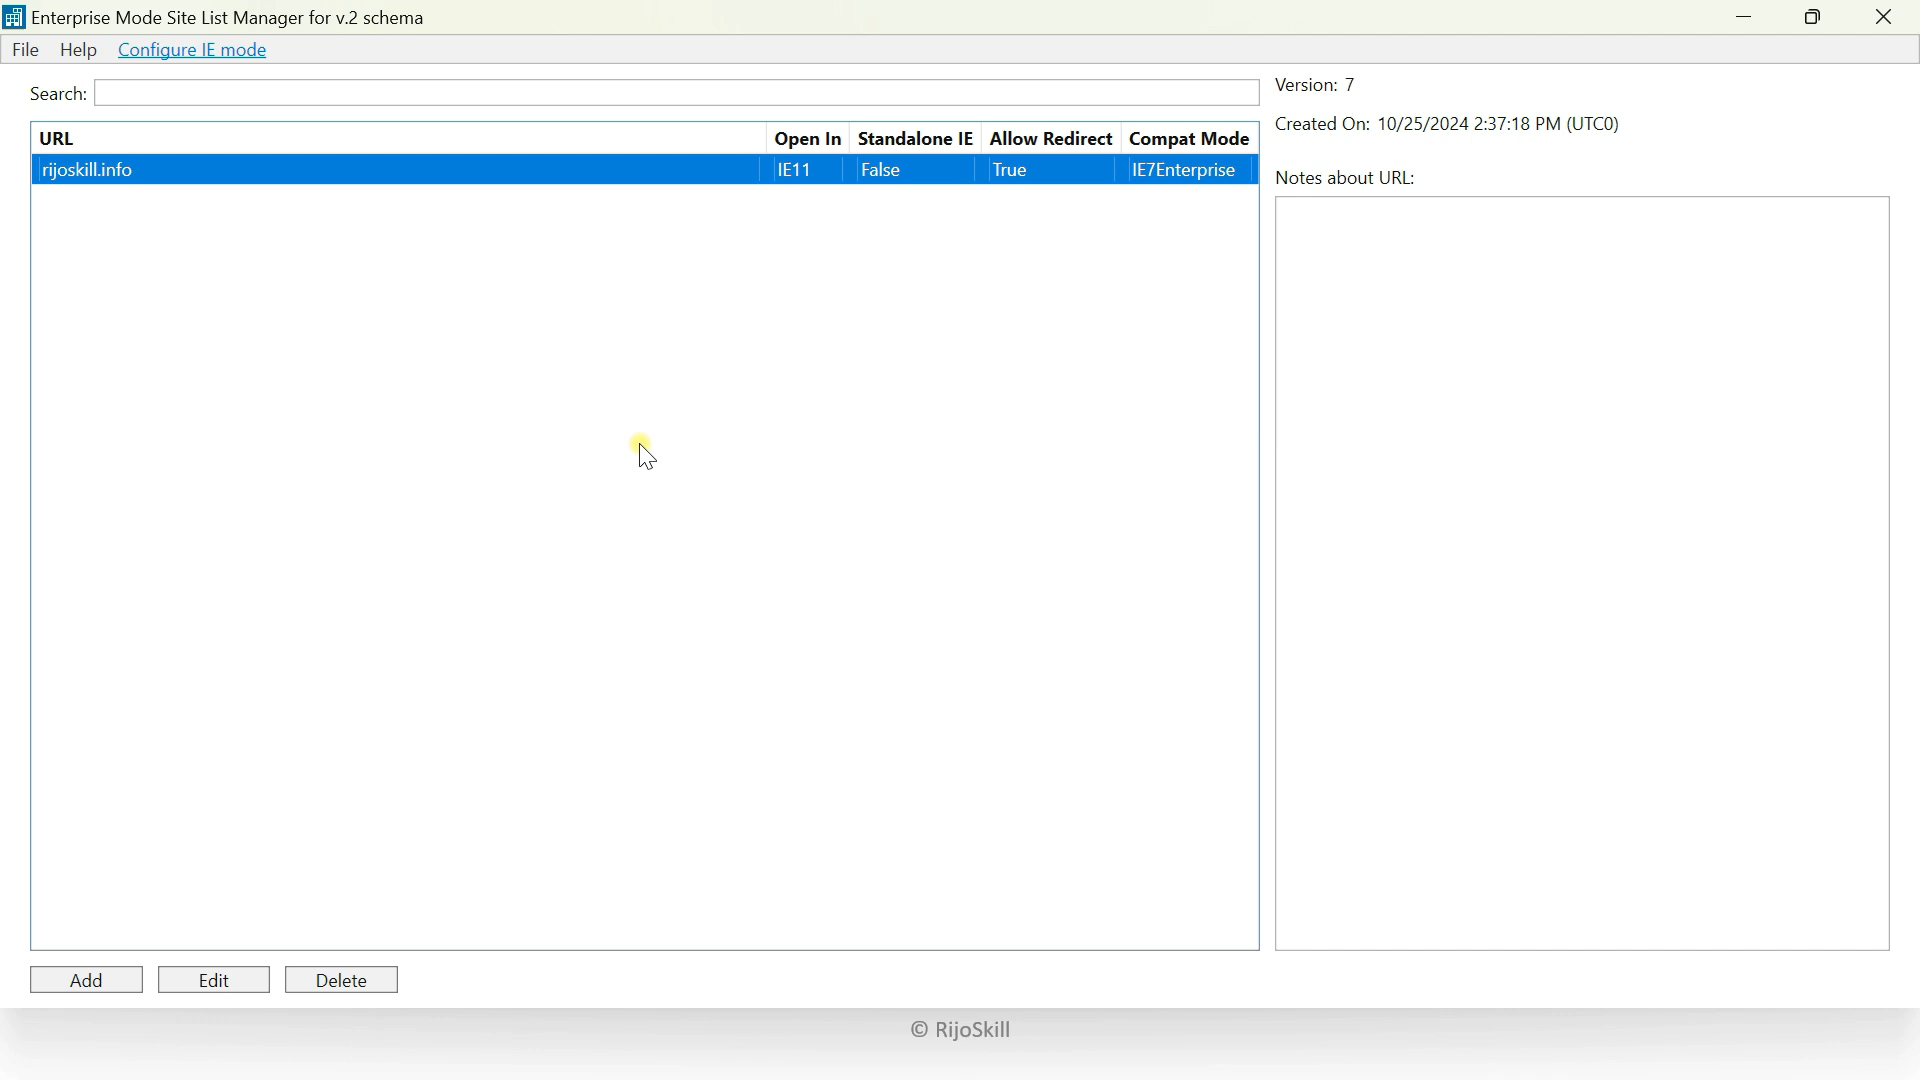 Enterprise Mode Site List Manager for v.2 schema
File Help Configure IE mode
Search:
Version: 7
Created On: 10/25/2024 2:37:18 PM (UTC0)
URL Open In Standalone IE Allow Redirect Compat Mode
rijoskill.info IE11 False True IE7Enterprise
Notes about URL:
Add Edit Delete
© RijoSkill